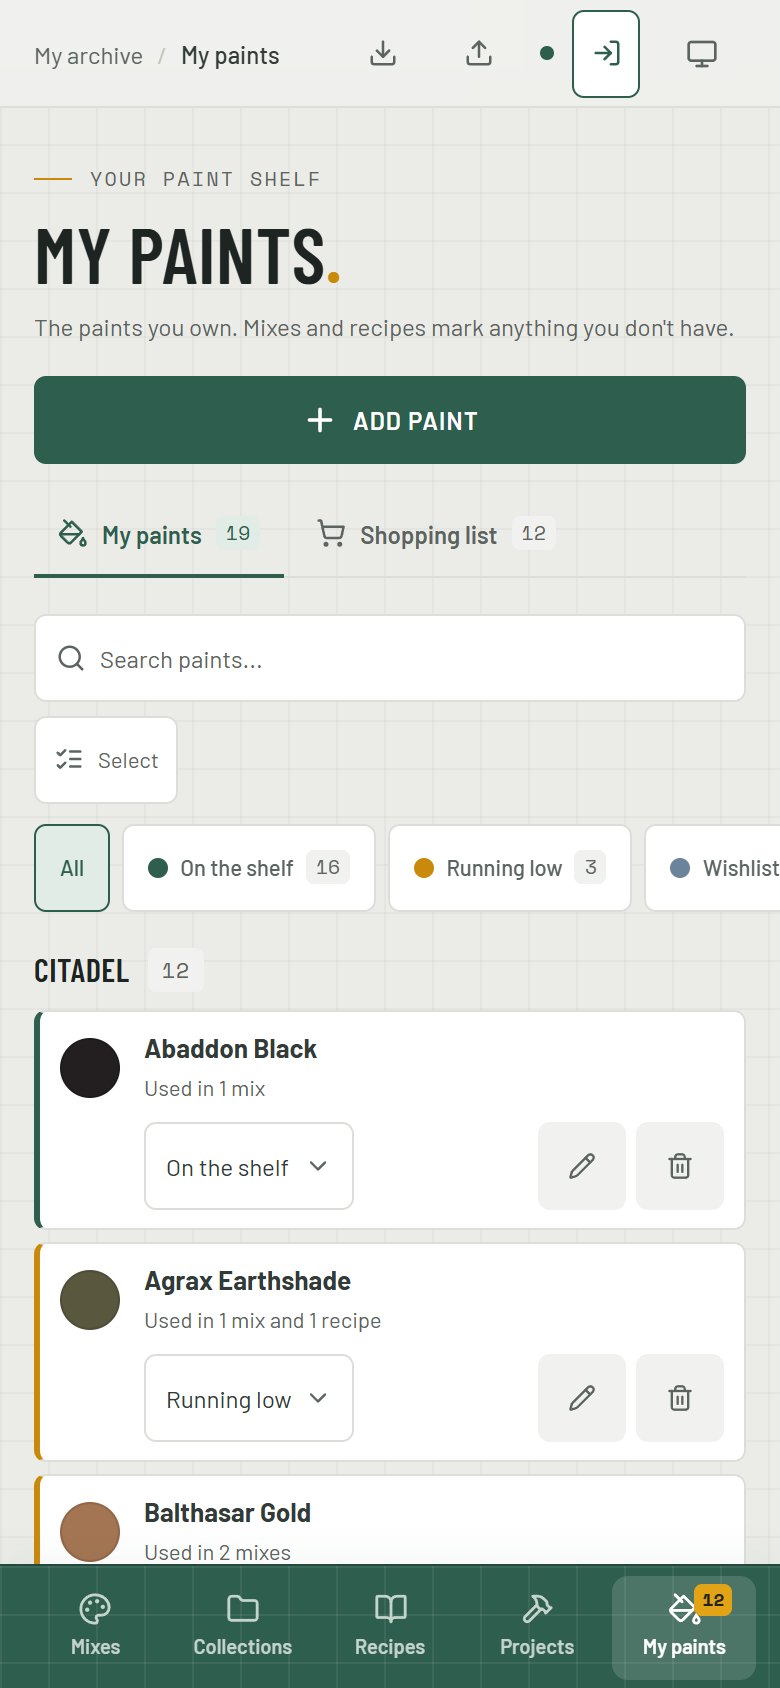 My archive / My paints
YOUR PAINT SHELF
MY PAINTS.
The paints you own. Mixes and recipes mark anything you don't have.
ADD PAINT
My paints 19 Shopping list 12
Search paints...
Select
All On the shelf 16 Running low 3 Wishlist
CITADEL 12
Abaddon Black
Used in 1 mix
On the shelf
Agrax Earthshade
Used in 1 mix and 1 recipe
Running low
Balthasar Gold
Used in 2 mixes
12
Mixes Collections Recipes Projects My paints